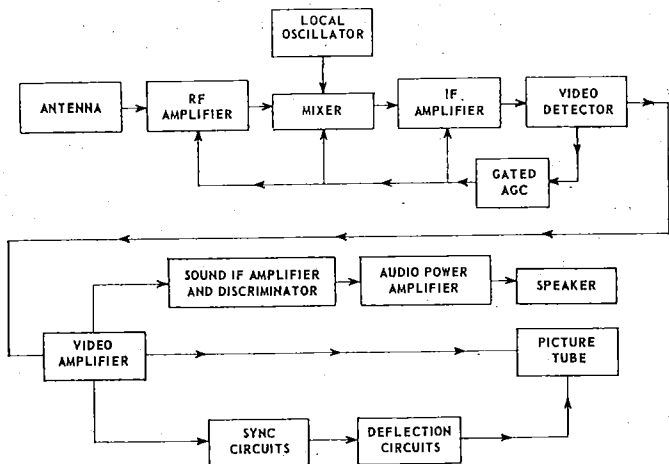 LOCAL
OSCILLATOR
ANTENNA
RF
AMPLIFIER
MIXER
IF
AMPLIFIER
VIDEO
DETECTOR
GATED
AGC
SOUND IF AMPLIFIER
AND DISCRIMINATOR
AUDIO POWER
AMPLIFIER
SPEAKER
VIDEO
AMPLIFIER
PICTURE
TUBE
SYNC
CIRCUITS
DEFLECTION
CIRCUITS